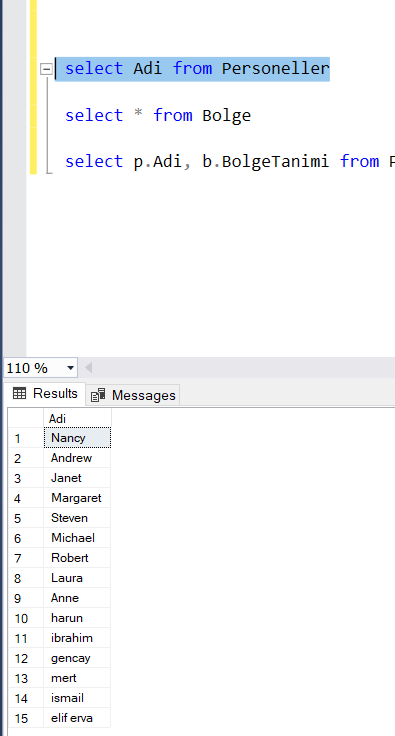 select Adi from Personeller
select * from Bolge
select p.Adi, b.BolgeTanimi from
110 %
Results Messages
Adi
1 Nancy
2 Andrew
3 Janet
4 Margaret
5 Steven
6 Michael
7 Robert
8 Laura
9 Anne
10 harun
11 ibrahim
12 gencay
13 mert
14 ismail
15 elif erva